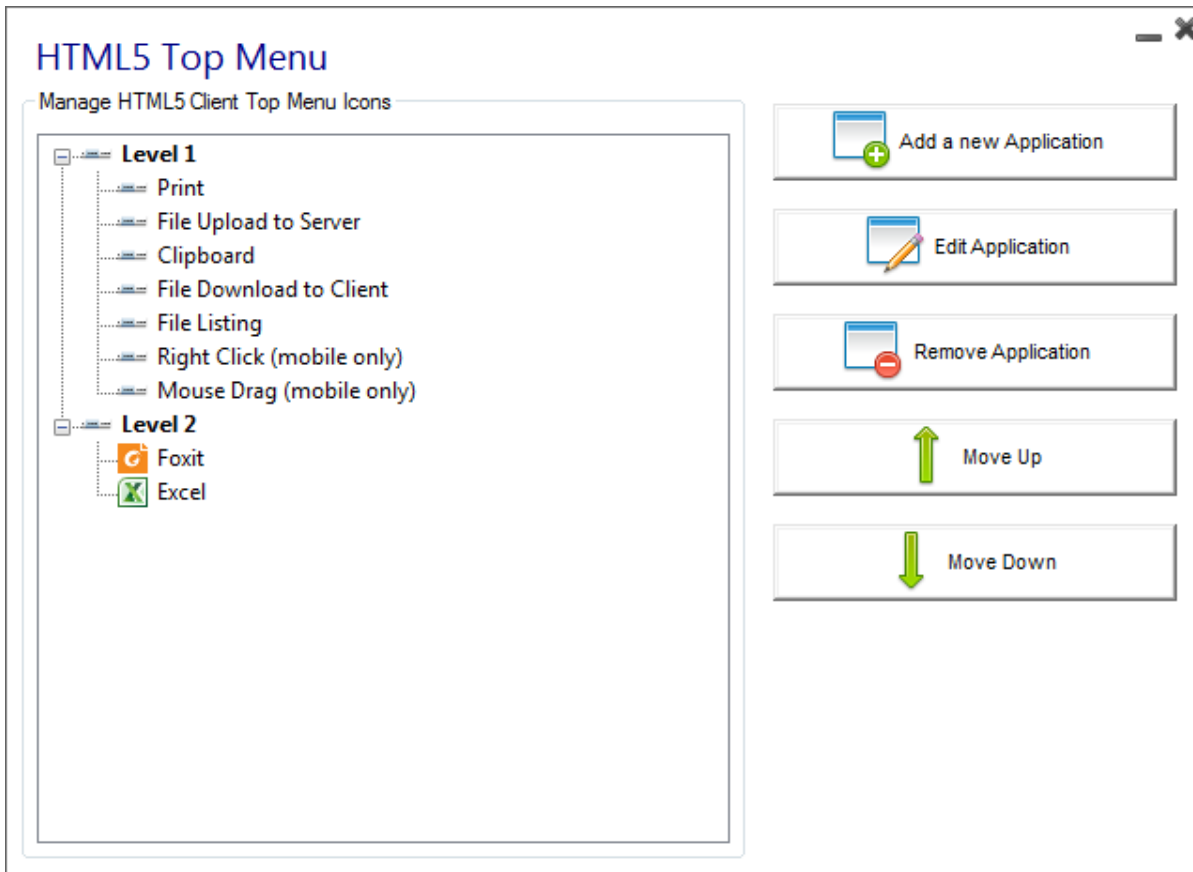 HTML5 Top Menu
Manage HTML5 Client Top Menu Icons
Level 1
Print
File Upload to Server
Clipboard
File Download to Client
File Listing
Right Click (mobile only)
Mouse Drag (mobile only)
Level 2
Foxit
Excel
Add a new Application
Edit Application
Remove Application
Move Up
Move Down